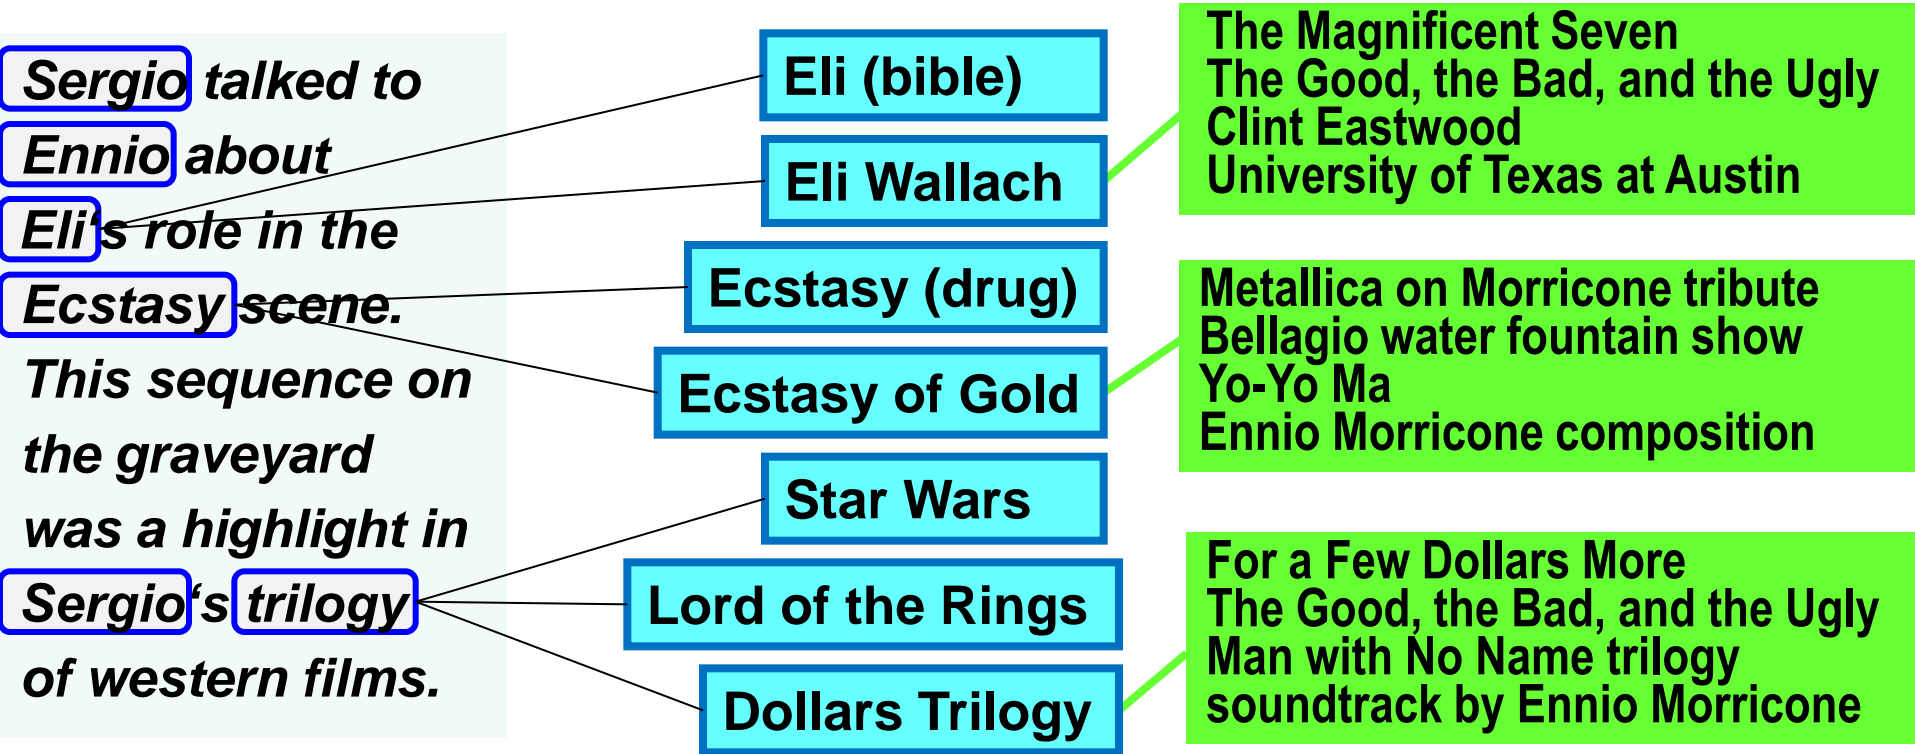 Sergio talked to
Ennio about
Eli‘s role in the
Ecstasy scene.
This sequence on
the graveyard
was a highlight in
Sergio‘s trilogy
of western films.
Eli (bible)
Eli Wallach
Ecstasy (drug)
Ecstasy of Gold
Star Wars
Lord of the Rings
Dollars Trilogy
The Magnificent Seven
The Good, the Bad, and the Ugly
Clint Eastwood
University of Texas at Austin
Metallica on Morricone tribute
Bellagio water fountain show
Yo-Yo Ma
Ennio Morricone composition
For a Few Dollars More
The Good, the Bad, and the Ugly
Man with No Name trilogy
soundtrack by Ennio Morricone